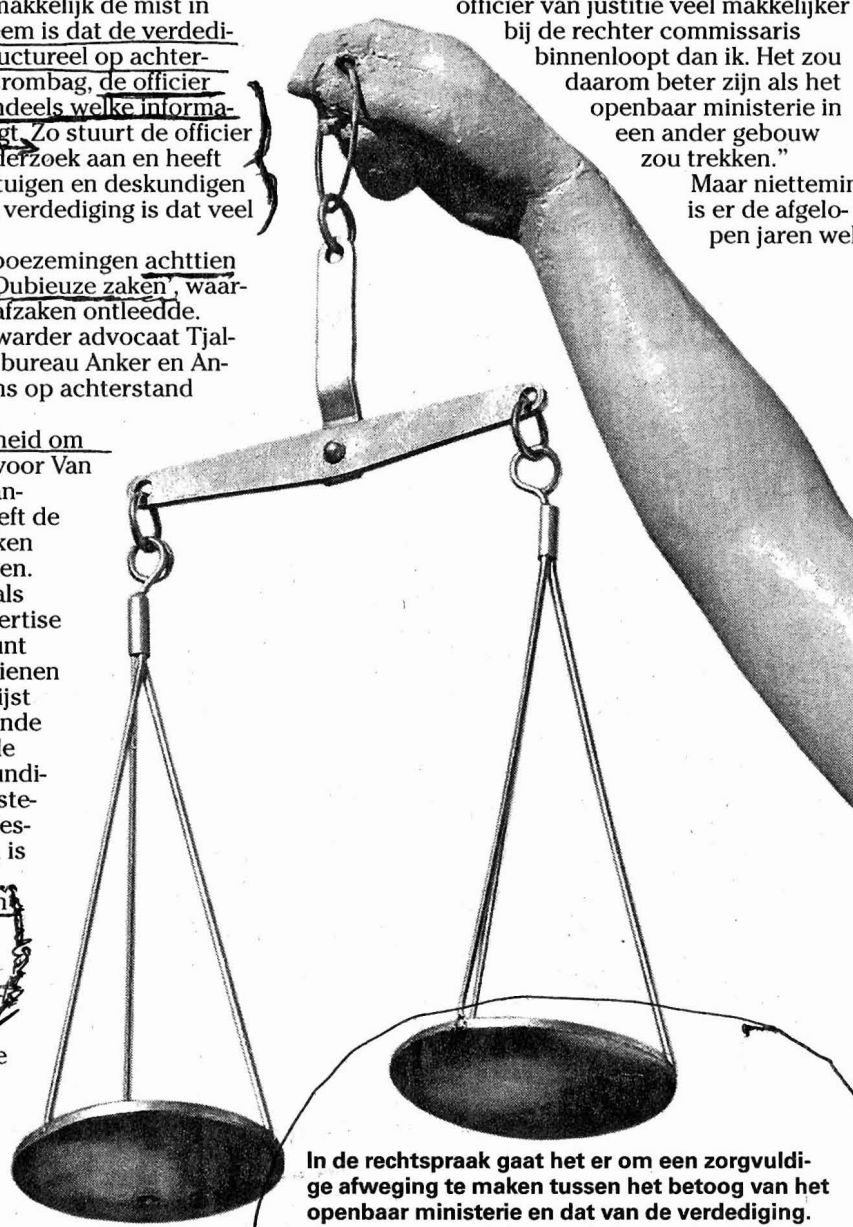 makkelijk de mist in
eem is dat de verdedi-
uctureel op achter-
rombag, de officier
ndeels welke informa-
gt. Zo stuurt de officier
derzoek aan en heeft
tuigen en deskundigen
verdediging is dat veel
boezemingen achttien
Dubieuze zaken', waar-
afzaken ontleedde.
warder advocaat Tjal-
bureau Anker en An-
ns op achterstand
heid om
voor Van
an-
eft de
ken
en.
als
ertise
unt
ienen
ijst
nde
le
undi-
ste-
es-
is
e
officier van justitie veel makkelijker
bij de rechter commissaris
binnenloopt dan ik. Het zou
daarom beter zijn als het
openbaar ministerie in
een ander gebouw
zou trekken.”
Maar niettemin
is er de afgelo-
pen jaren wel
In de rechtspraak gaat het er om een zorgvuldi-
ge afweging te maken tussen het betoog van het
openbaar ministerie en dat van de verdediging.